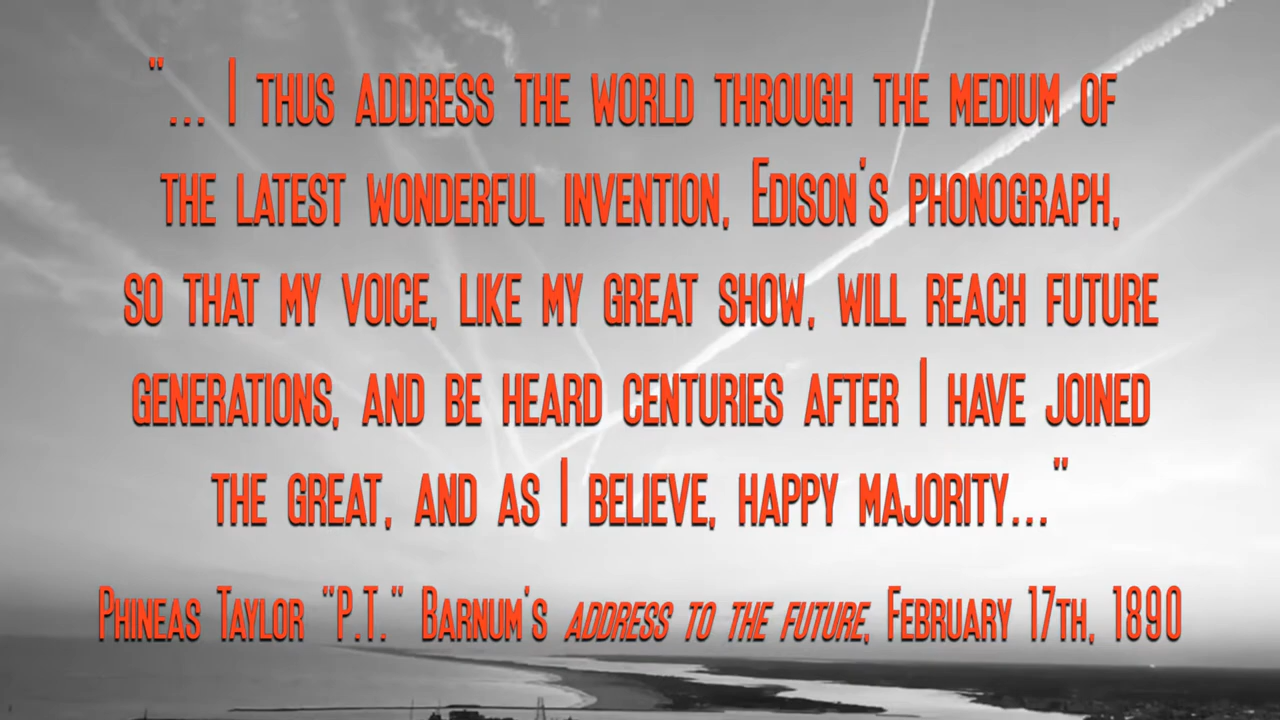 "... I thus address the world through the medium of
the latest wonderful invention, Edison's phonograph,
so that my voice, like my great show, will reach future
generations, and be heard centuries after I have joined
the great, and as I believe, happy majority..."
Phineas Taylor "P.T." Barnum's address to the future, February 17th, 1890